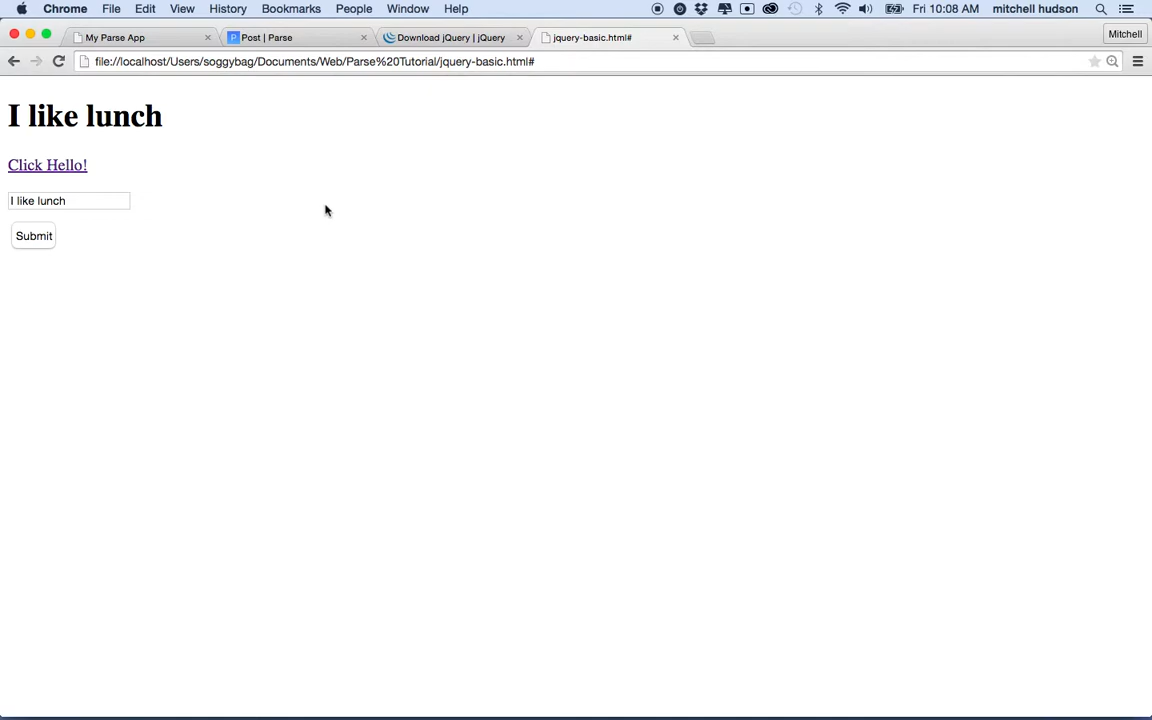 Chrome File Edit View History Bookmarks People Window Help Fri 10:08 AM mitchell hudson
My Parse App Post | Parse Download jQuery | jQuery jquery-basic.html# Mitchell
file://localhost/Users/soggybag/Documents/Web/Parse%20Tutorial/jquery-basic.html#
I like lunch
Click Hello!
I like lunch
Submit